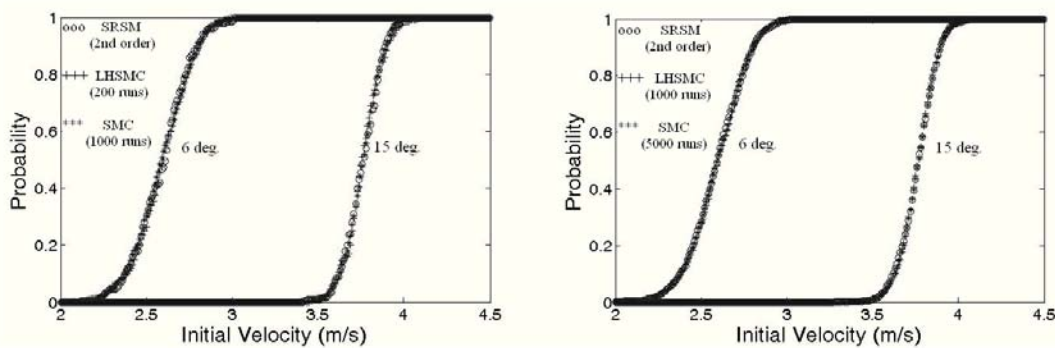 1
0.8
0.6
0.4
0.2
0
Probability
ooo SRSM
(2nd order)
+++ LHSMC
(200 runs)
*** SMC
(1000 runs)
6 deg.
15 deg.
2 2.5 3 3.5 4 4.5
Initial Velocity (m/s)
1
0.8
0.6
0.4
0.2
0
Probability
ooo SRSM
(2nd order)
+++ LHSMC
(1000 runs)
*** SMC
(5000 runs)
6 deg.
15 deg.
2 2.5 3 3.5 4 4.5
Initial Velocity (m/s)